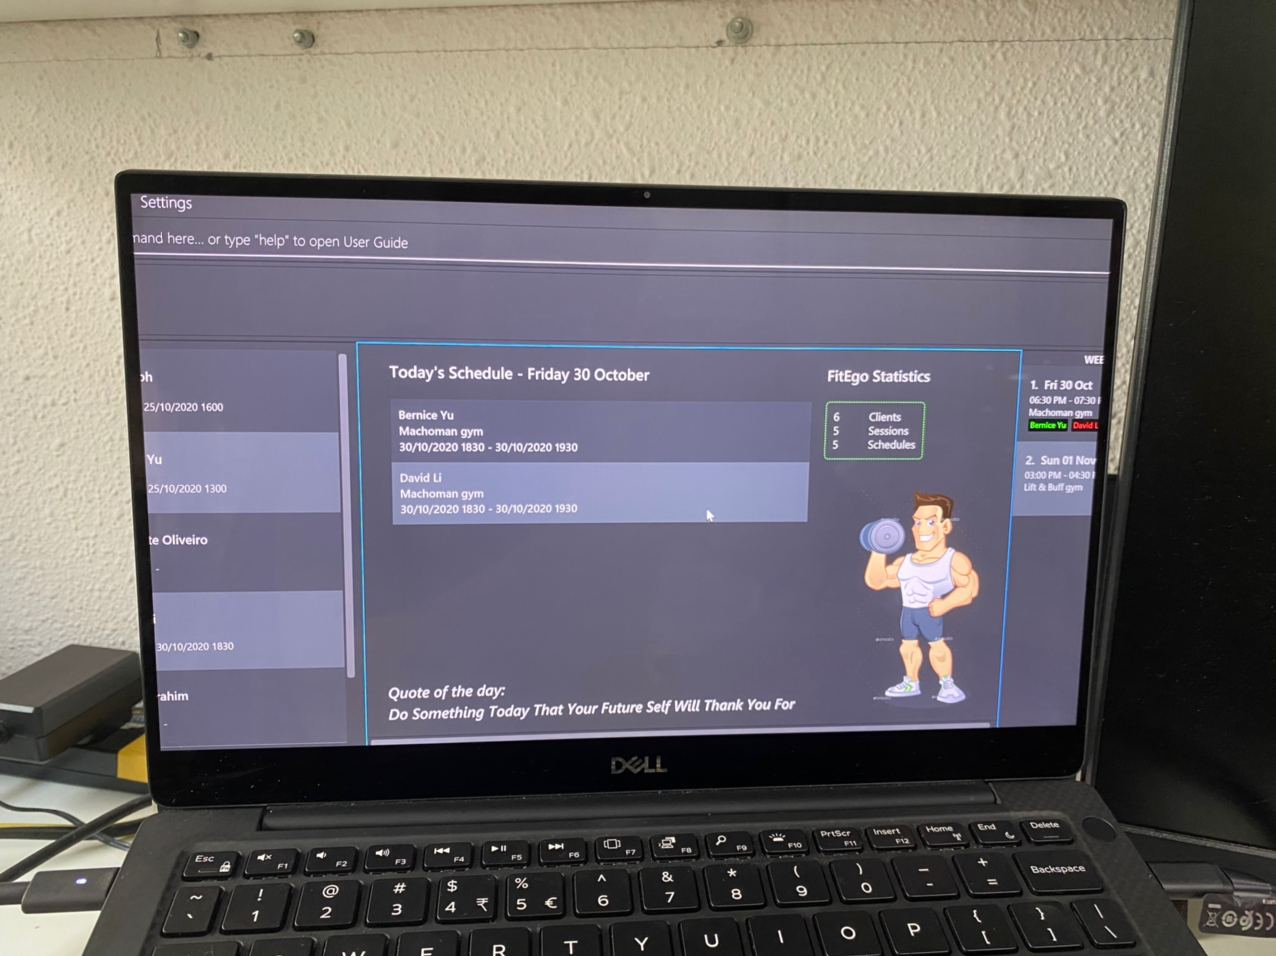 Settings
mand here... or type "help" to open User Guide
25/10/2020 1600
Yu
25/10/2020 1300
te Oliveiro
-
30/10/2020 1830
rahim
-
Today's Schedule - Friday 30 October
Bernice Yu
Machoman gym
30/10/2020 1830 - 30/10/2020 1930
David Li
Machoman gym
30/10/2020 1830 - 30/10/2020 1930
Quote of the day:
Do Something Today That Your Future Self Will Thank You For
FitEgo Statistics
6 Clients
5 Sessions
5 Schedules
WEE
1. Fri 30 Oct
06:30 PM - 07:30
Machoman gym
Bernice Yu David L
2. Sun 01 Nov
03:00 PM - 04:30
Lift & Buff gym
DELL
Esc F1 F2 F3 F4 F5 F6 F7 F8 F9 F10 PrtScr F11 Insert F12 Home End Delete
~ ! @ # $ % ^ & * ( ) _ + Backspace
` 1 2 3 4 ₹ 5 € 6 7 8 9 0 - =
W E R T Y U I O P { [ } ] | \